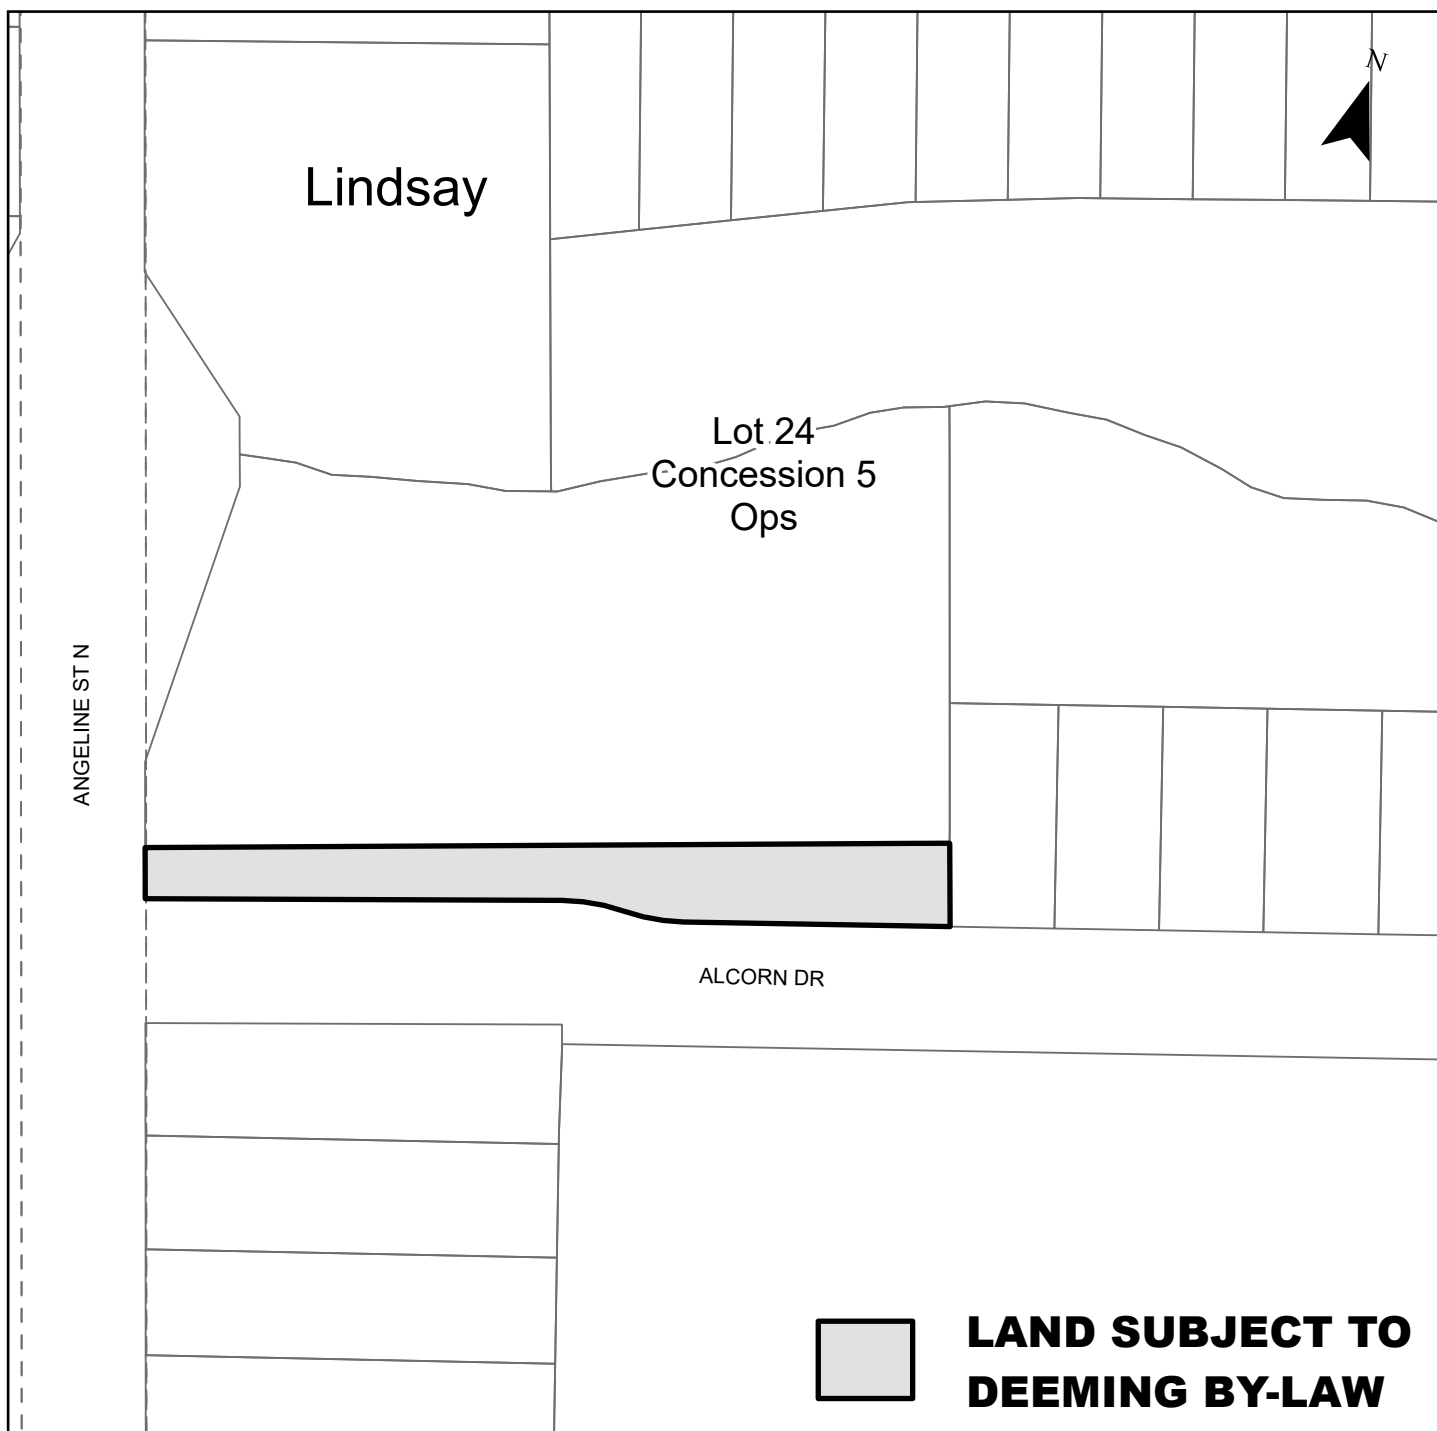 N
Lindsay
Lot 24
Concession 5
Ops
ANGELINE ST N
ALCORN DR
LAND SUBJECT TO
DEEMING BY-LAW